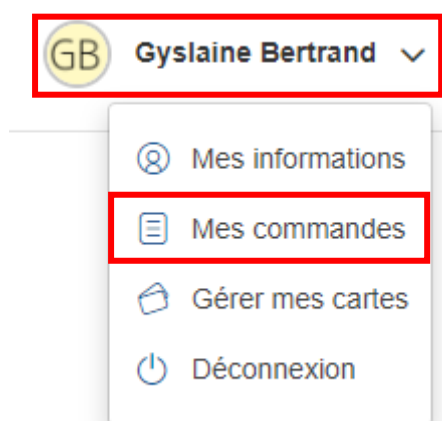 GB Gyslaine Bertrand
Mes informations
Mes commandes
Gérer mes cartes
Déconnexion